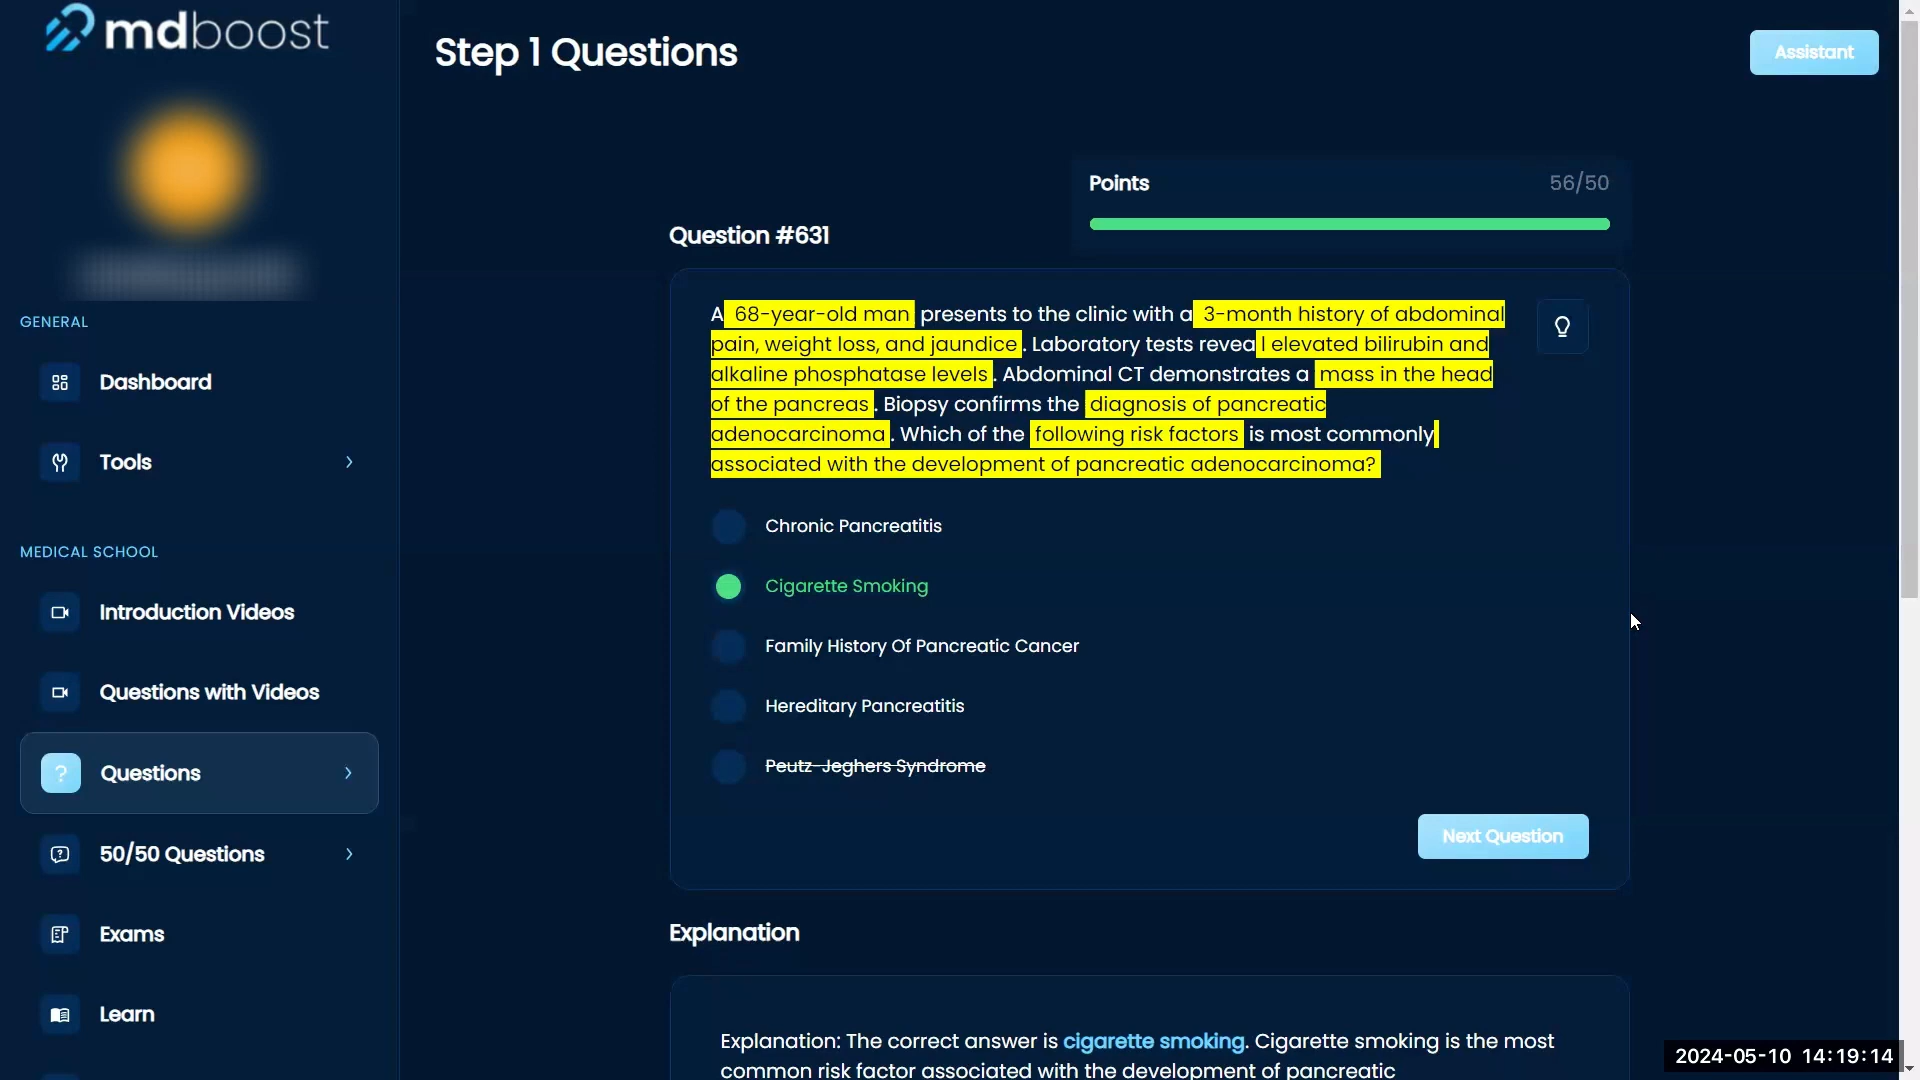 mdboost
Step 1 Questions
Assistant
Points
56/50
Question #631
GENERAL
Dashboard
Tools
MEDICAL SCHOOL
Introduction Videos
Questions with Videos
Questions
50/50 Questions
Exams
Learn
A 68-year-old man presents to the clinic with a 3-month history of abdominal
pain, weight loss, and jaundice. Laboratory tests reveal elevated bilirubin and
alkaline phosphatase levels. Abdominal CT demonstrates a mass in the head
of the pancreas. Biopsy confirms the diagnosis of pancreatic
adenocarcinoma. Which of the following risk factors is most commonly
associated with the development of pancreatic adenocarcinoma?
Chronic Pancreatitis
Cigarette Smoking
Family History Of Pancreatic Cancer
Hereditary Pancreatitis
Peutz-Jeghers Syndrome
Next Question
Explanation
Explanation: The correct answer is cigarette smoking. Cigarette smoking is the most
common risk factor associated with the development of pancreatic
2024-05-10 14:19:14